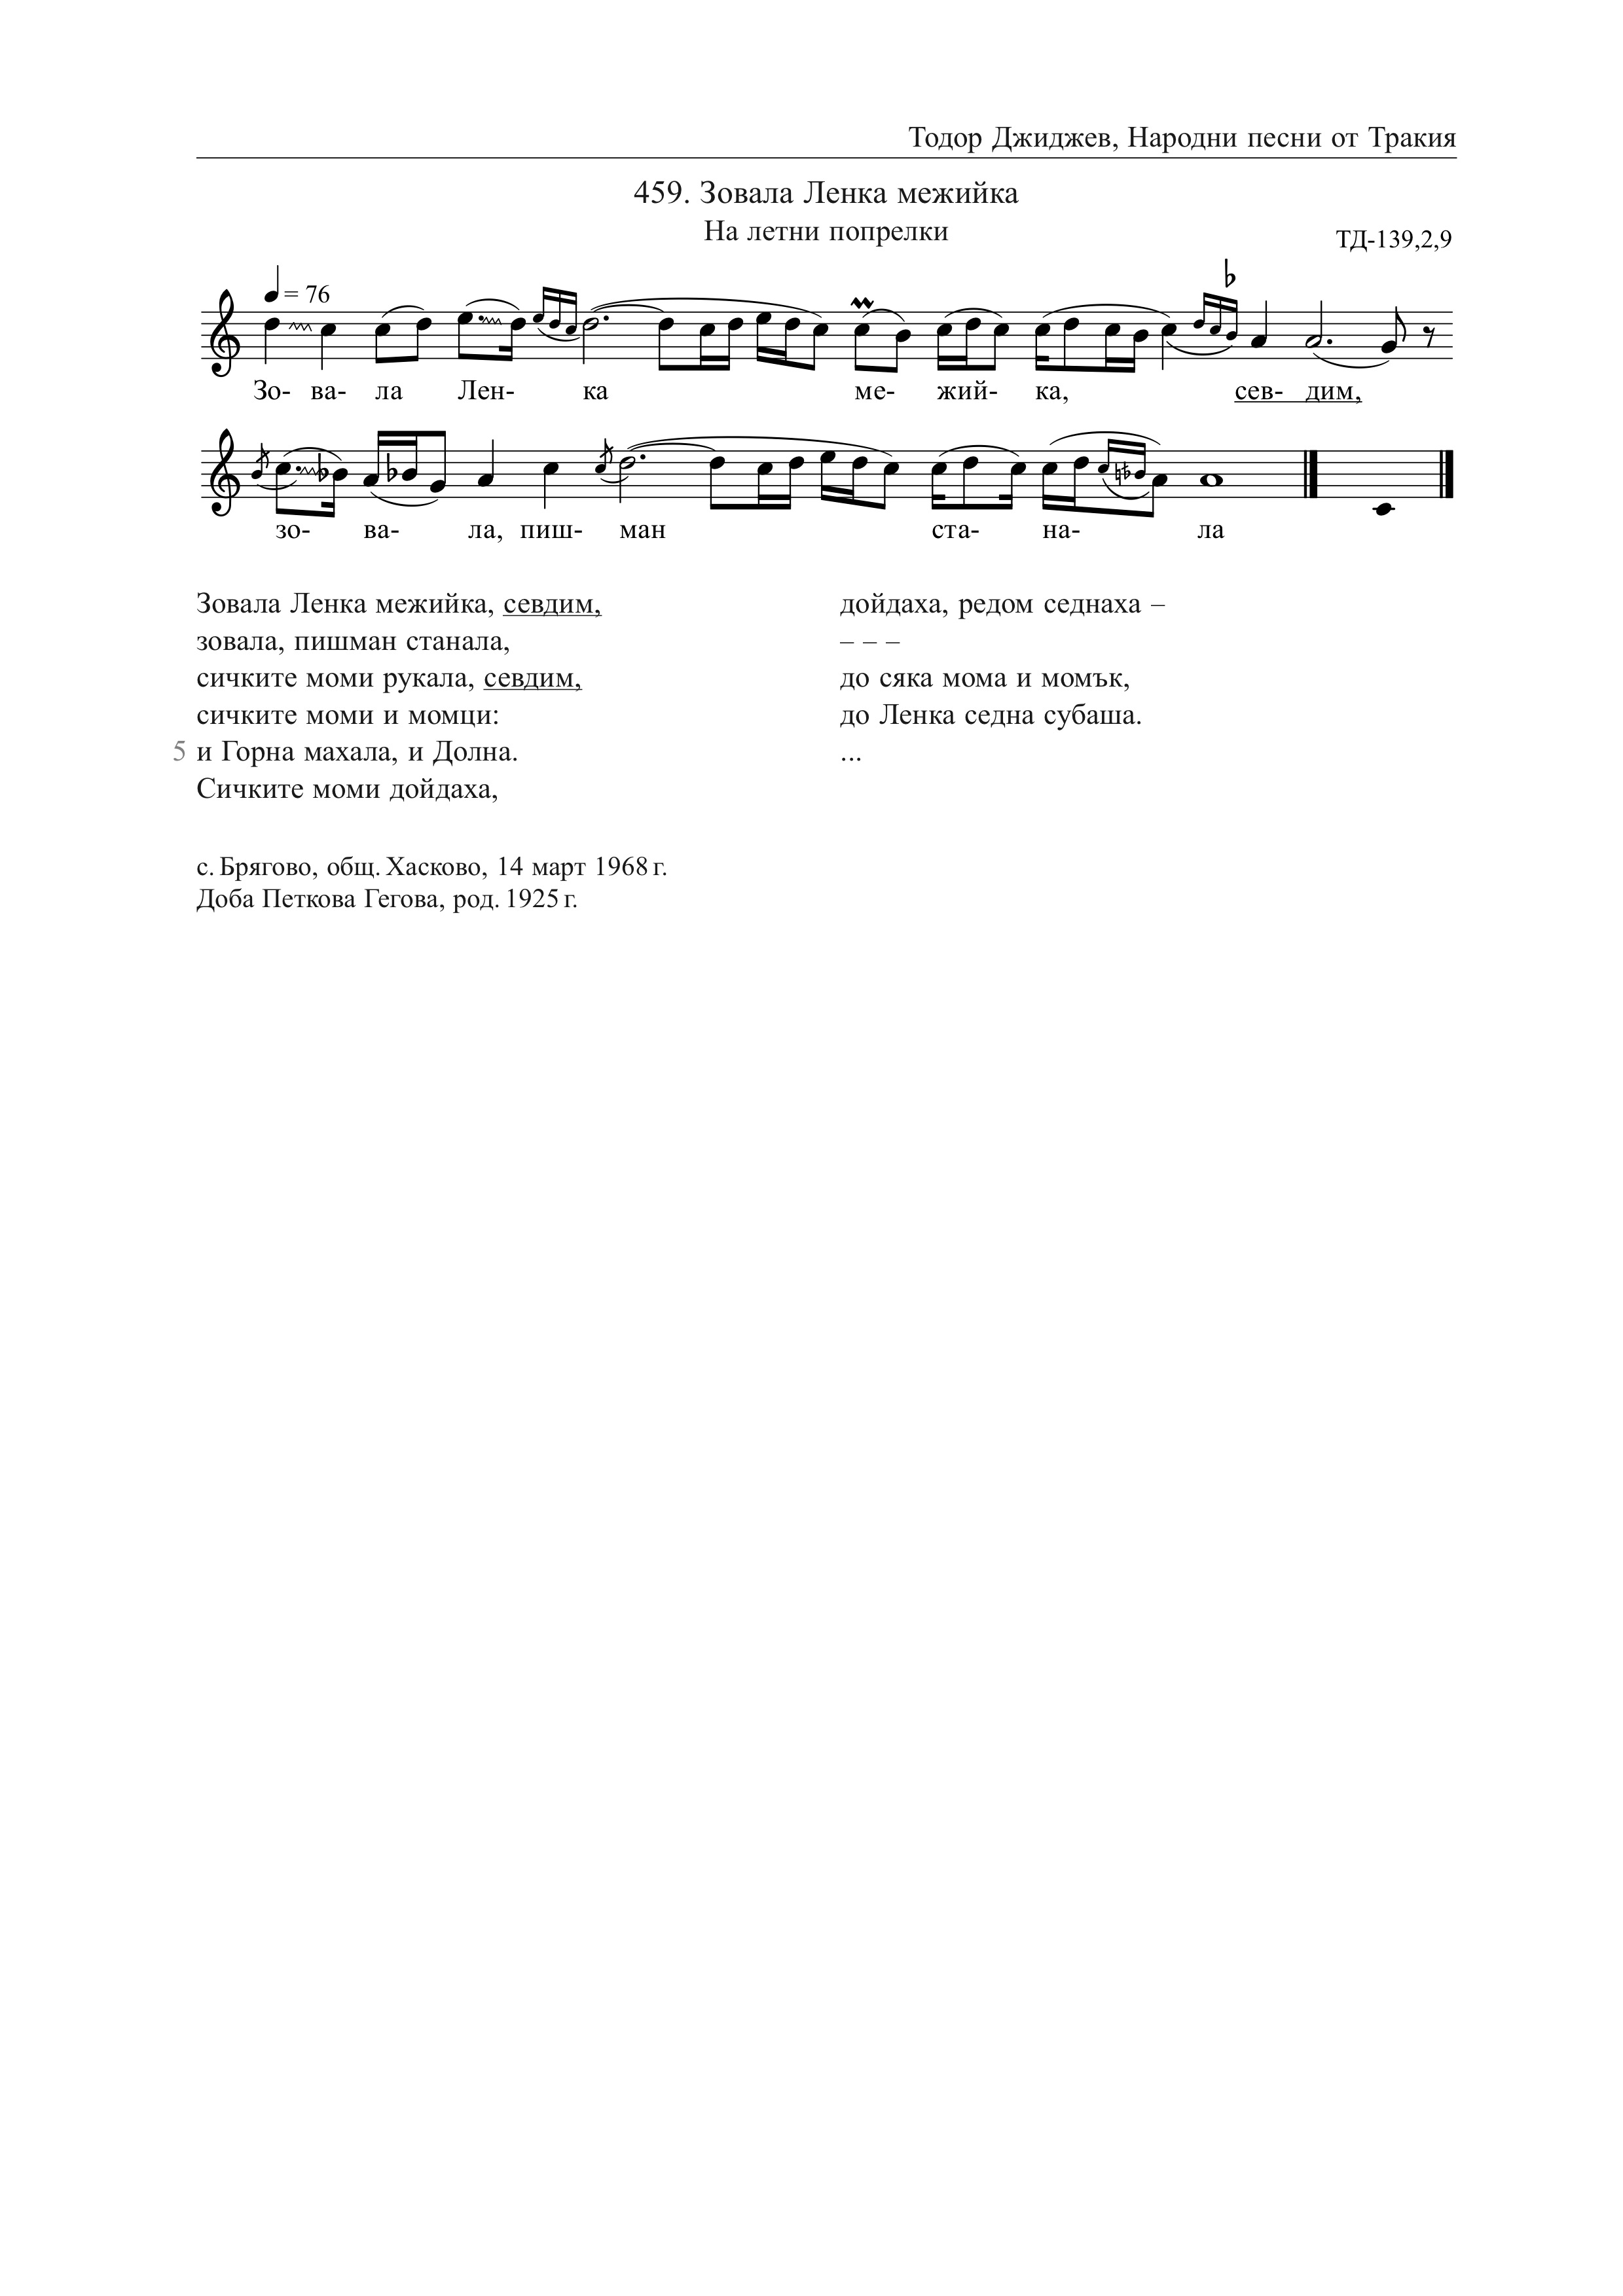 Тодор Джиджев, Народни песни от Тракия
459. Зовала Ленка межийка
На летни попрелки
ТД-139,2,9
= 76
Зо- ва- ла Лен- ка ме- жий- ка, сев- дим,
зо- ва- ла, пиш- ман ста- на- ла
Зовала Ленка межийка, севдим,
зовала, пишман станала,
сичките моми рукала, севдим,
сичките моми и момци:
5 и Горна махала, и Долна.
Сичките моми дойдаха,
дойдаха, редом седнаха –
– – –
до сяка мома и момък,
до Ленка седна субаша.
...
с. Брягово, общ. Хасково, 14 март 1968 г.
Доба Петкова Гегова, род. 1925 г.